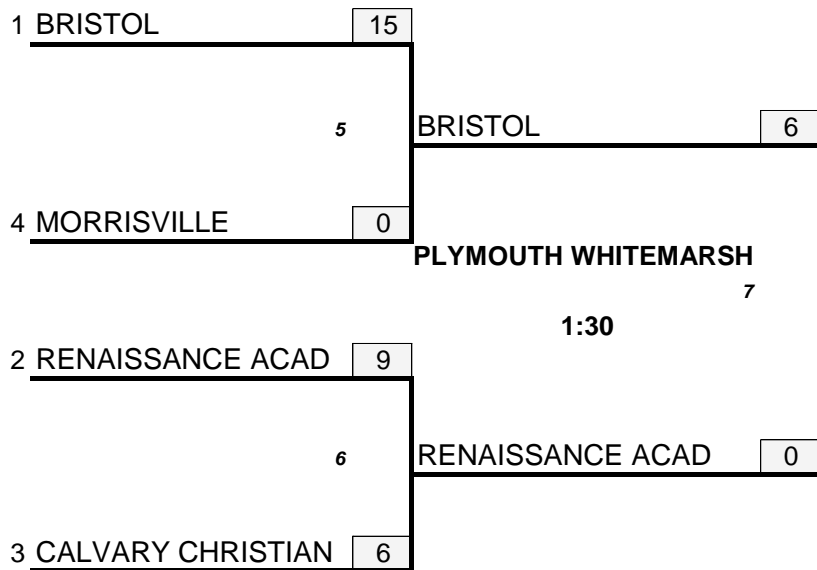 1 BRISTOL 15
5 BRISTOL 6
4 MORRISVILLE 0
PLYMOUTH WHITEMARSH
7
1:30
2 RENAISSANCE ACAD 9
6 RENAISSANCE ACAD 0
3 CALVARY CHRISTIAN 6